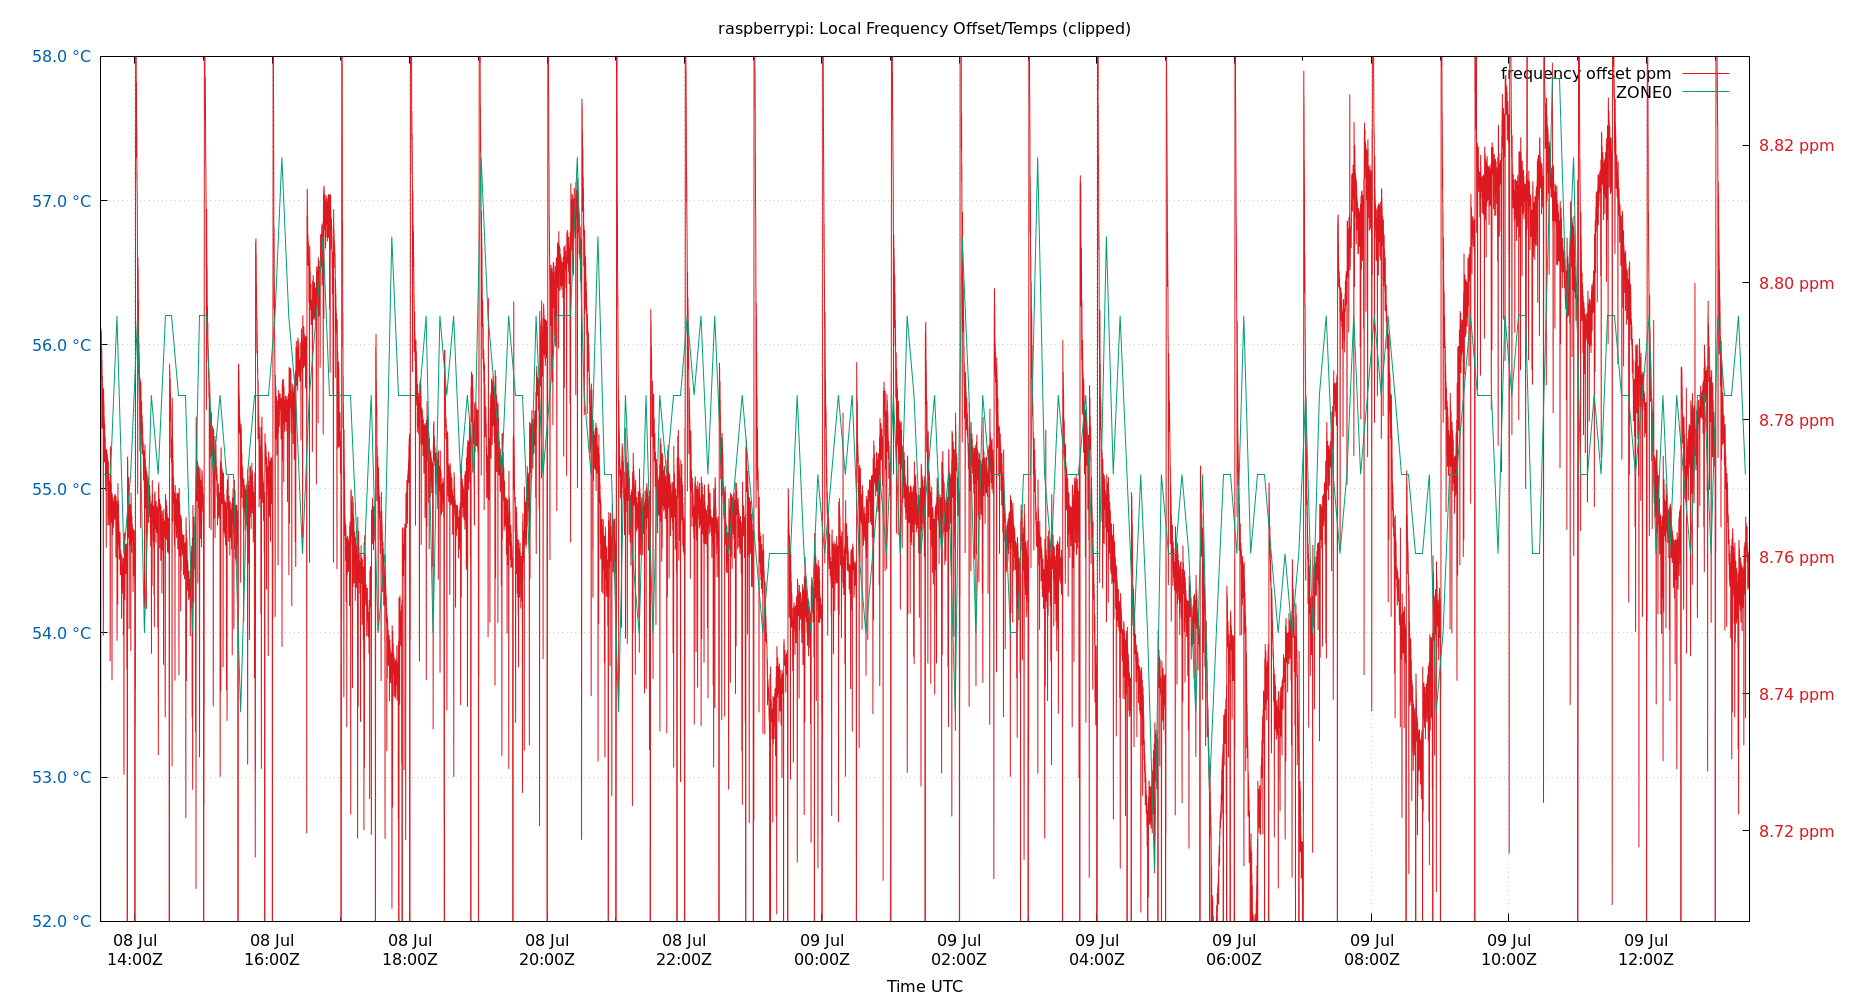 raspberrypi: Local Frequency Offset/Temps (clipped)
58.0 °C
57.0 °C
56.0 °C
55.0 °C
54.0 °C
53.0 °C
52.0 °C
frequency offset ppm
ZONE0
8.82 ppm
8.80 ppm
8.78 ppm
8.76 ppm
8.74 ppm
8.72 ppm
08 Jul
14:00Z
08 Jul
16:00Z
08 Jul
18:00Z
08 Jul
20:00Z
08 Jul
22:00Z
09 Jul
00:00Z
09 Jul
02:00Z
09 Jul
04:00Z
09 Jul
06:00Z
09 Jul
08:00Z
09 Jul
10:00Z
09 Jul
12:00Z
Time UTC